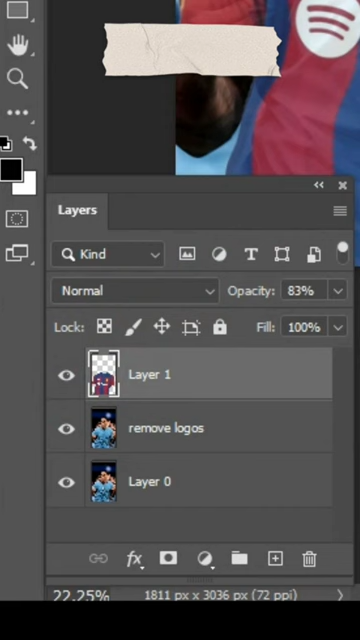 Layers
Kind
Normal Opacity: 83%
Lock: Fill: 100%
Layer 1
remove logos
Layer 0
fx
22.25% 1811 px x 3036 px (72 ppi)